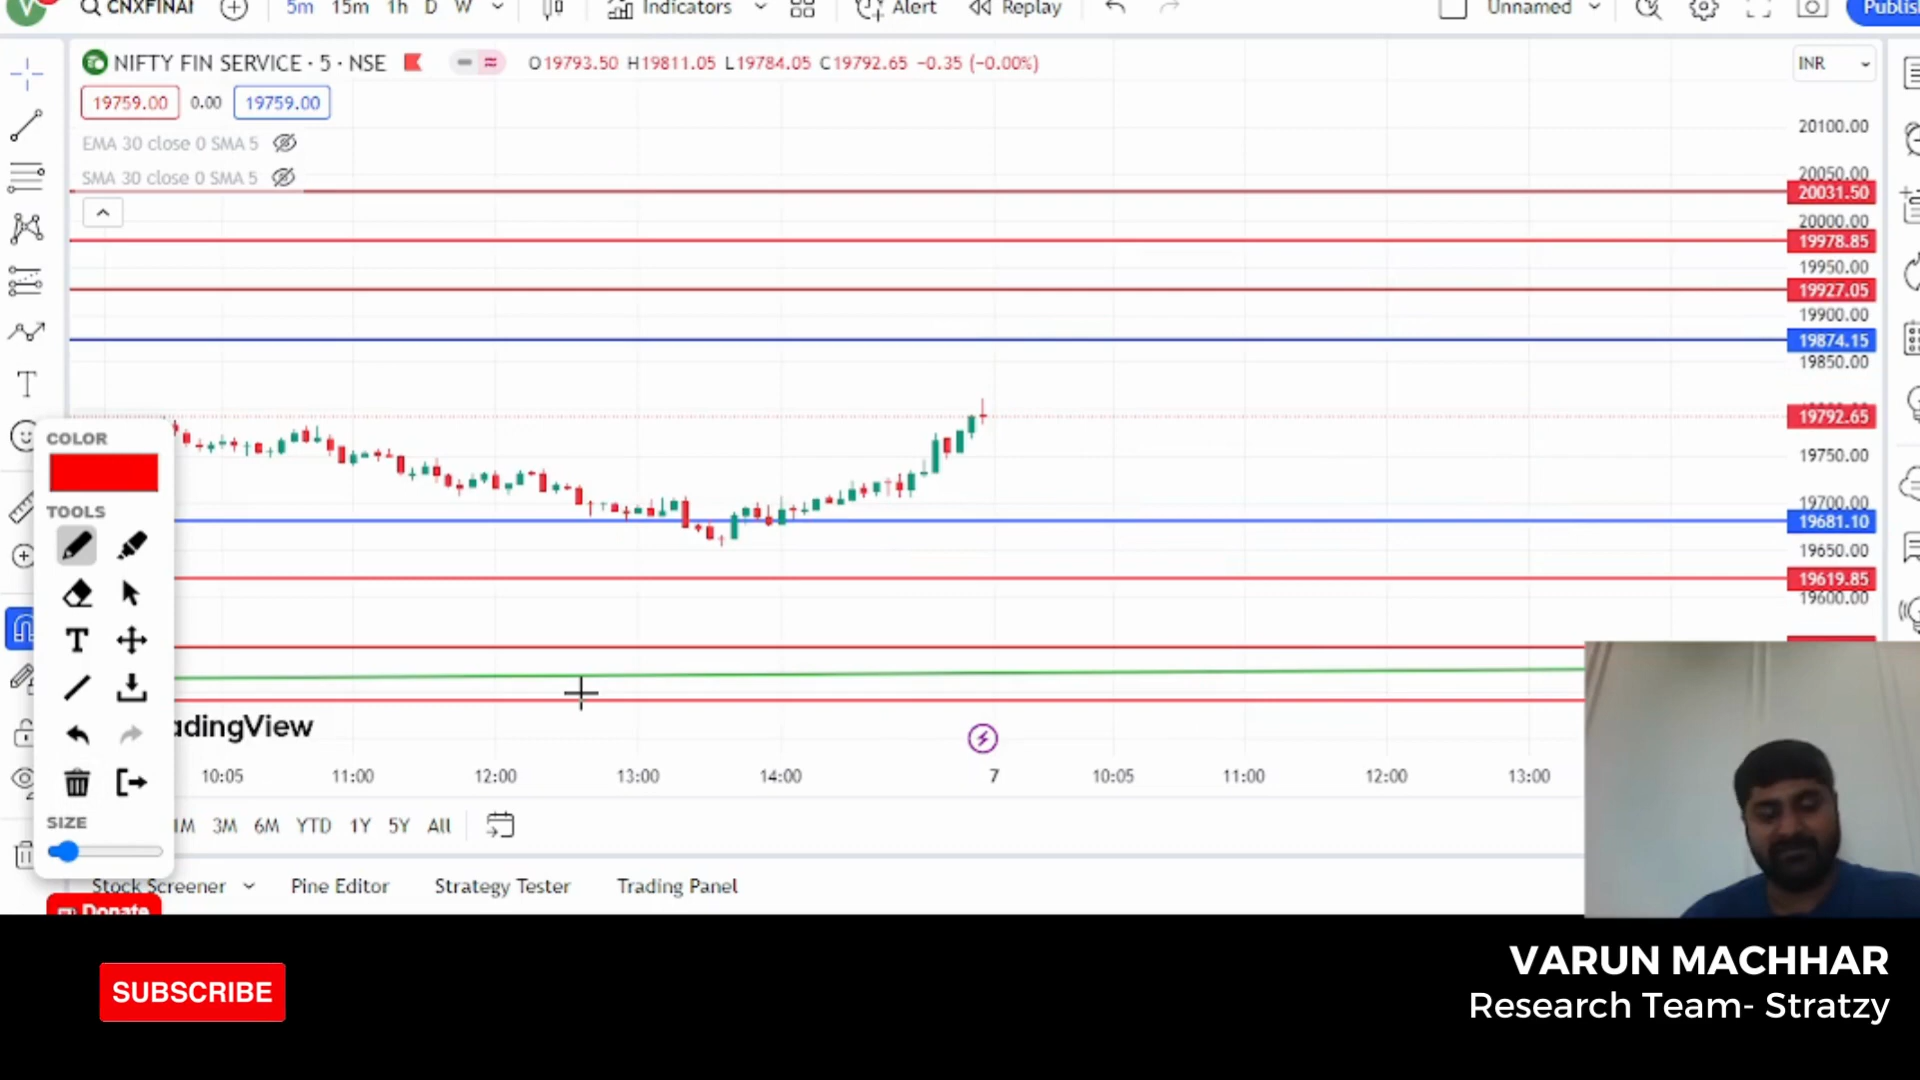 V CNXFINAI 5m 15m 1h D W Indicators Alert Replay Unnamed Publis
NIFTY FIN SERVICE · 5 · NSE O19793.50 H19811.05 L19784.05 C19792.65 −0.35 (−0.00%) INR
19759.00 0.00 19759.00
EMA 30 close 0 SMA 5
SMA 30 close 0 SMA 5
20100.00
20050.00
20031.50
20000.00
19978.85
19950.00
19927.05
19900.00
19874.15
19850.00
19792.65
19750.00
19700.00
19681.10
19650.00
19619.85
19600.00
COLOR
TOOLS
T
SIZE
adingView
10:05 11:00 12:00 13:00 14:00 7 10:05 11:00 12:00 13:00
1M 3M 6M YTD 1Y 5Y All
Stock Screener Pine Editor Strategy Tester Trading Panel
Donate
SUBSCRIBE
VARUN MACHHAR
Research Team- Stratzy